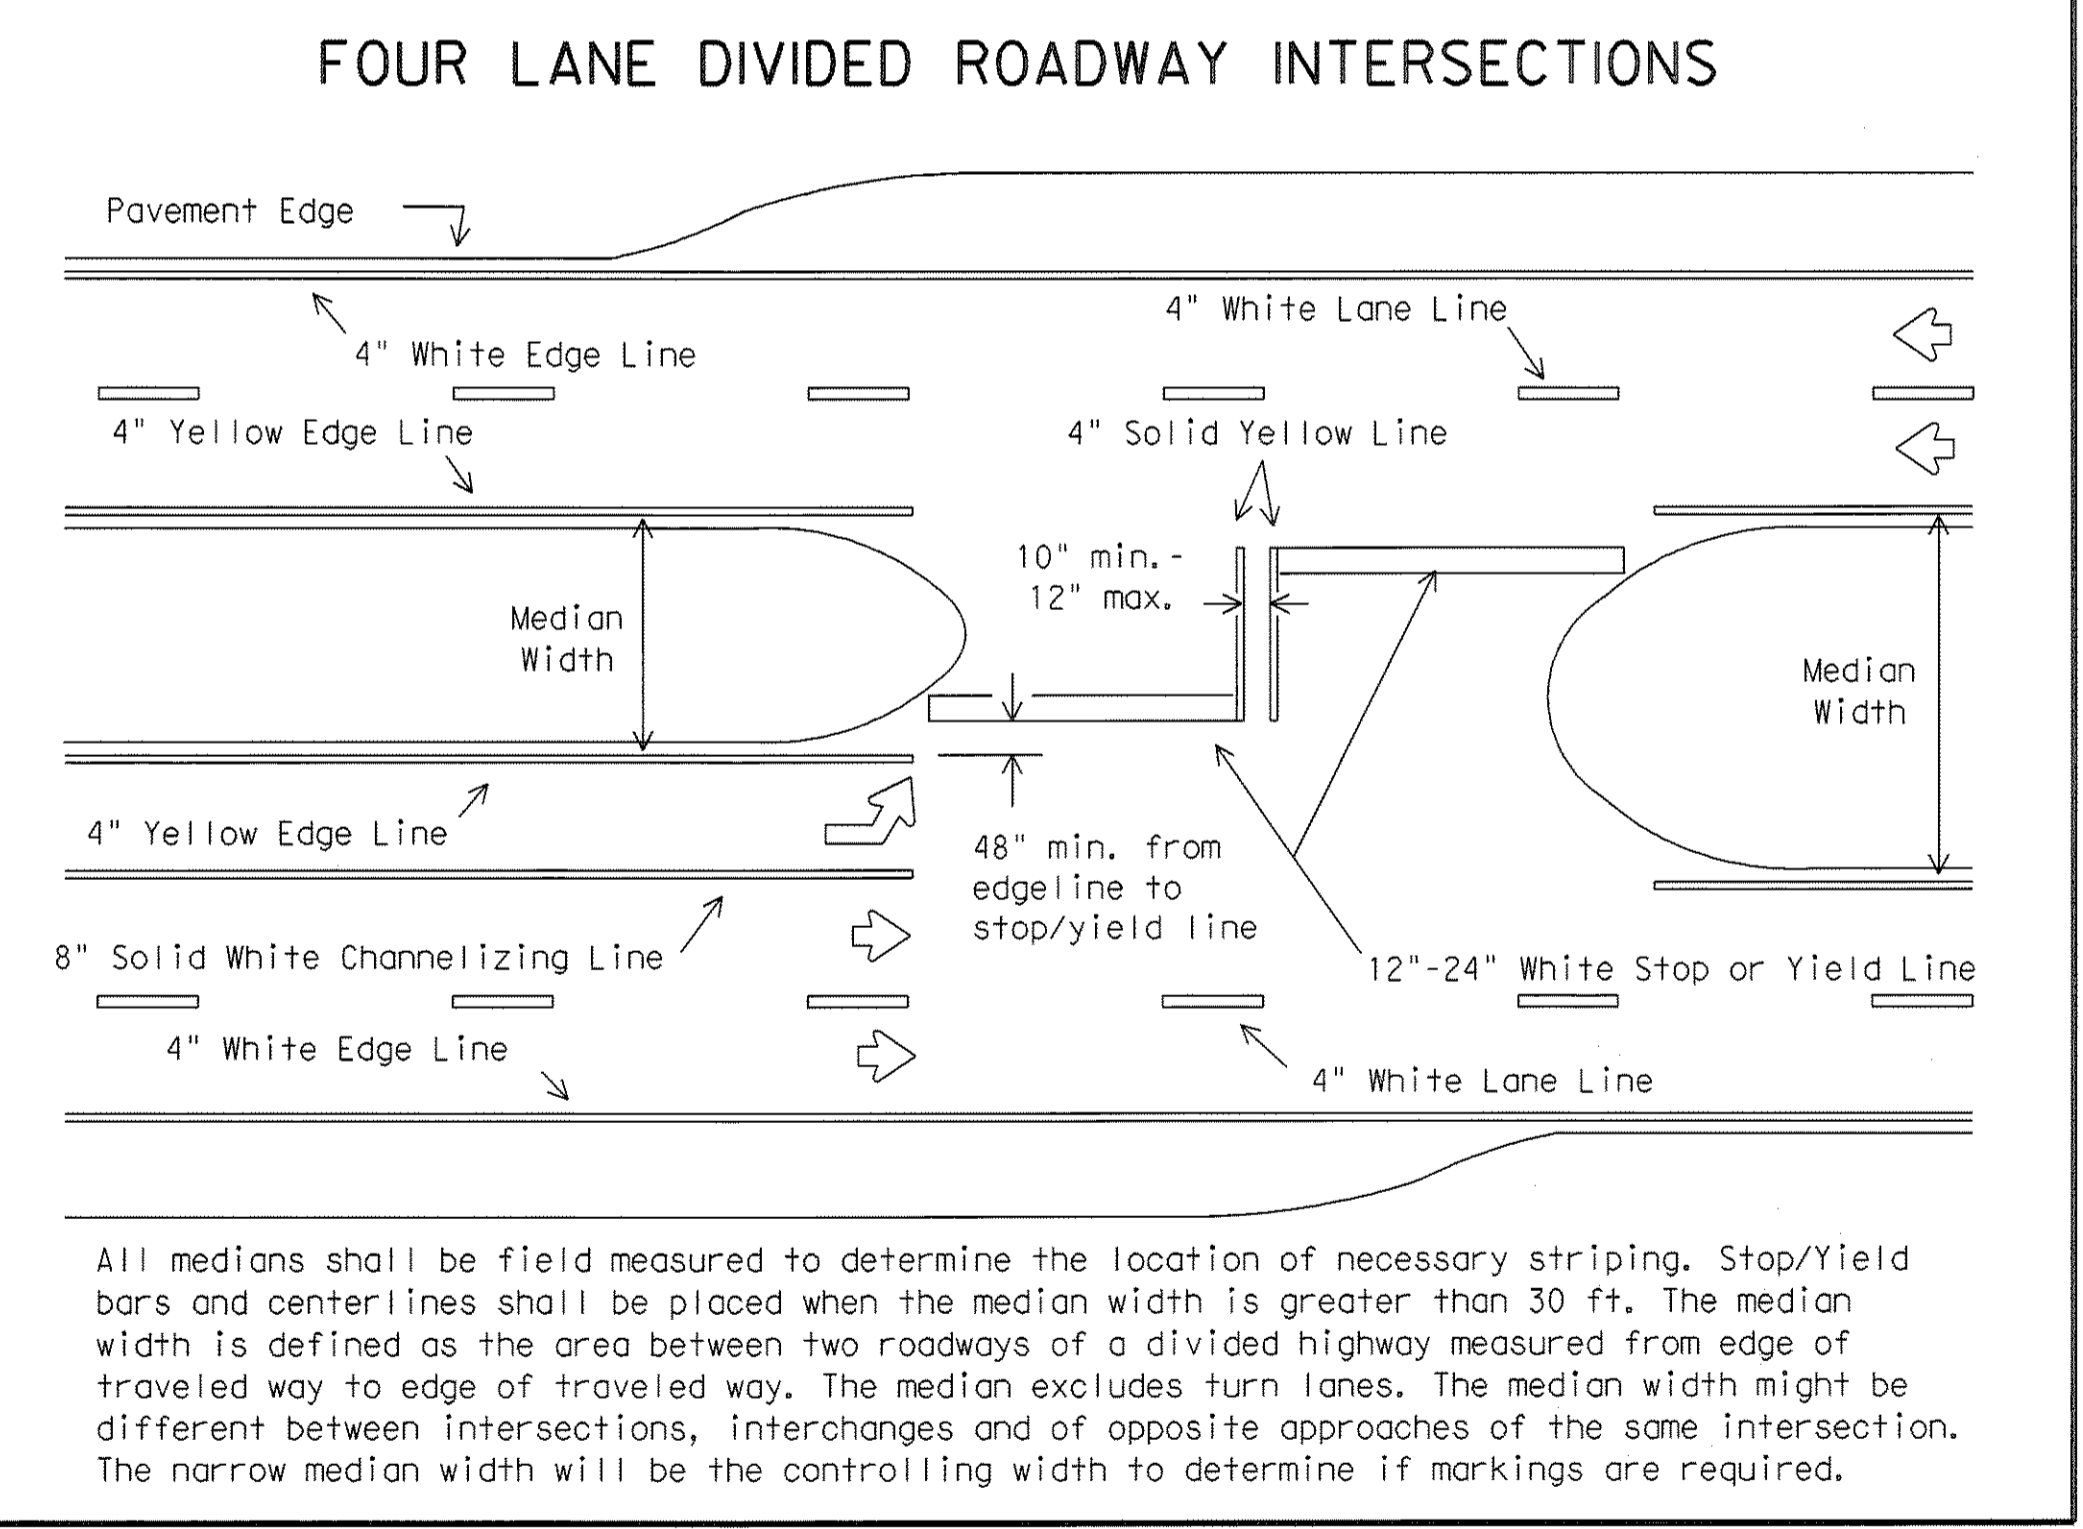 FOUR LANE DIVIDED ROADWAY INTERSECTIONS
Pavement Edge
4" White Lane Line
4" White Edge Line
4" Yellow Edge Line
4" Solid Yellow Line
10" min.-
12" max.
Median
Width
Median
Width
4" Yellow Edge Line
48" min. from
edgeline to
stop/yield line
8" Solid White Channelizing Line
12"-24" White Stop or Yield Line
4" White Edge Line
4" White Lane Line
All medians shall be field measured to determine the location of necessary striping. Stop/Yield
bars and centerlines shall be placed when the median width is greater than 30 ft. The median
width is defined as the area between two roadways of a divided highway measured from edge of
traveled way to edge of traveled way. The median excludes turn lanes. The median width might be
different between intersections, interchanges and of opposite approaches of the same intersection.
The narrow median width will be the controlling width to determine if markings are required.